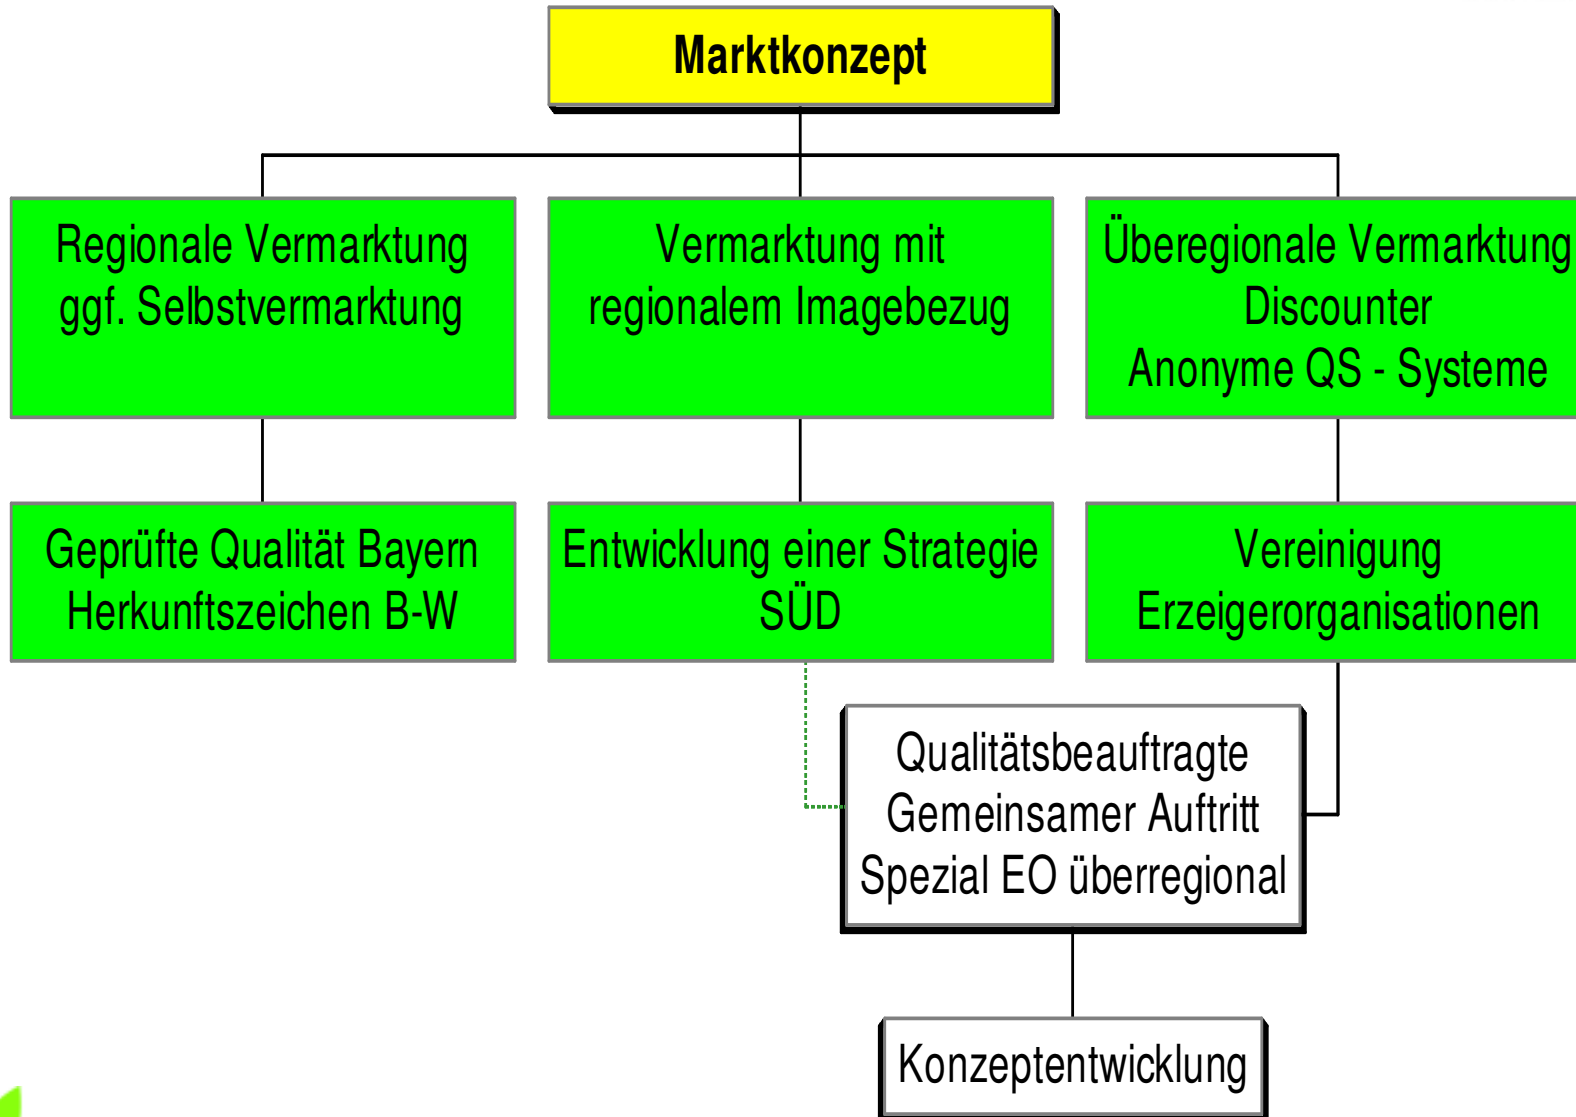 Marktkonzept
Regionale Vermarktung
ggf. Selbstvermarktung
Vermarktung mit
regionalem Imagebezug
Überegionale Vermarktung
Discounter
Anonyme QS - Systeme
Geprüfte Qualität Bayern
Herkunftszeichen B-W
Entwicklung einer Strategie
SÜD
Vereinigung
Erzeigerorganisationen
Qualitätsbeauftragte
Gemeinsamer Auftritt
Spezial EO überregional
Konzeptentwicklung